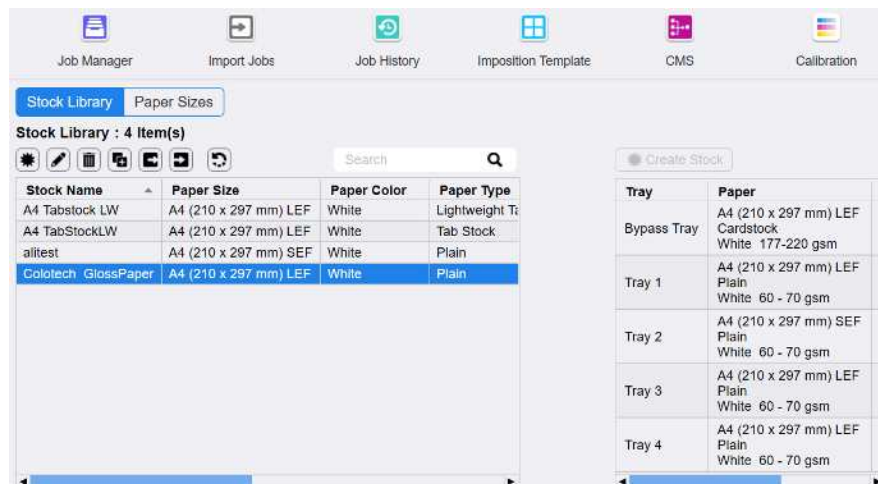 Job Manager Import Jobs Job History Imposition Template CMS Calibration
Stock Library Paper Sizes
Stock Library : 4 Item(s)
Search
Create Stock
Stock Name Paper Size Paper Color Paper Type
A4 Tabstock LW A4 (210 x 297 mm) LEF White Lightweight Ta
A4 TabStockLW A4 (210 x 297 mm) LEF White Tab Stock
alitest A4 (210 x 297 mm) SEF White Plain
Colotech GlossPaper A4 (210 x 297 mm) LEF White Plain
Tray Paper
Bypass Tray
A4 (210 x 297 mm) LEF
Cardstock
White 177-220 gsm
Tray 1
A4 (210 x 297 mm) LEF
Plain
White 60 - 70 gsm
Tray 2
A4 (210 x 297 mm) SEF
Plain
White 60 - 70 gsm
Tray 3
A4 (210 x 297 mm) LEF
Plain
White 60 - 70 gsm
Tray 4
A4 (210 x 297 mm) LEF
Plain
White 60 - 70 gsm